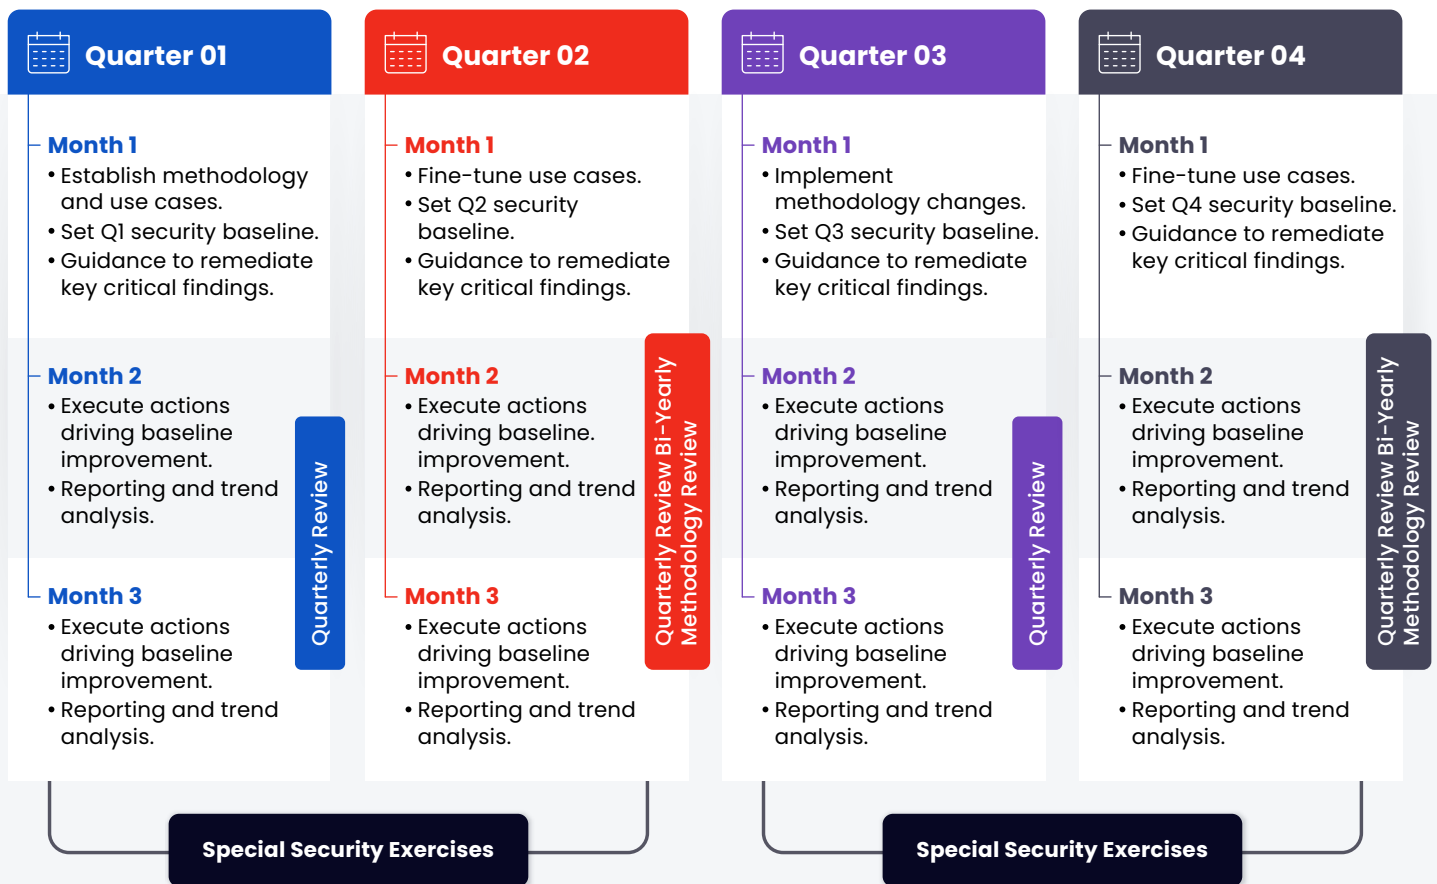 Quarter 01
Month 1
• Establish methodology
and use cases.
• Set Q1 security baseline.
• Guidance to remediate
key critical findings.
Month 2
• Execute actions
driving baseline
improvement.
• Reporting and trend
analysis.
Month 3
• Execute actions
driving baseline
improvement.
• Reporting and trend
analysis.
Quarterly Review
Quarter 02
Month 1
• Fine-tune use cases.
• Set Q2 security
baseline.
• Guidance to remediate
key critical findings.
Month 2
• Execute actions
driving baseline.
improvement.
• Reporting and trend
analysis.
Month 3
• Execute actions
driving baseline
improvement.
• Reporting and trend
analysis.
Quarterly Review Bi-Yearly
Methodology Review
Quarter 03
Month 1
• Implement
methodology changes.
• Set Q3 security baseline.
• Guidance to remediate
key critical findings.
Month 2
• Execute actions
driving baseline
improvement.
• Reporting and trend
analysis.
Month 3
• Execute actions
driving baseline
improvement.
• Reporting and trend
analysis.
Quarterly Review
Quarter 04
Month 1
• Fine-tune use cases.
• Set Q4 security baseline.
• Guidance to remediate
key critical findings.
Month 2
• Execute actions
driving baseline
improvement.
• Reporting and trend
analysis.
Month 3
• Execute actions
driving baseline
improvement.
• Reporting and trend
analysis.
Quarterly Review Bi-Yearly
Methodology Review
Special Security Exercises
Special Security Exercises